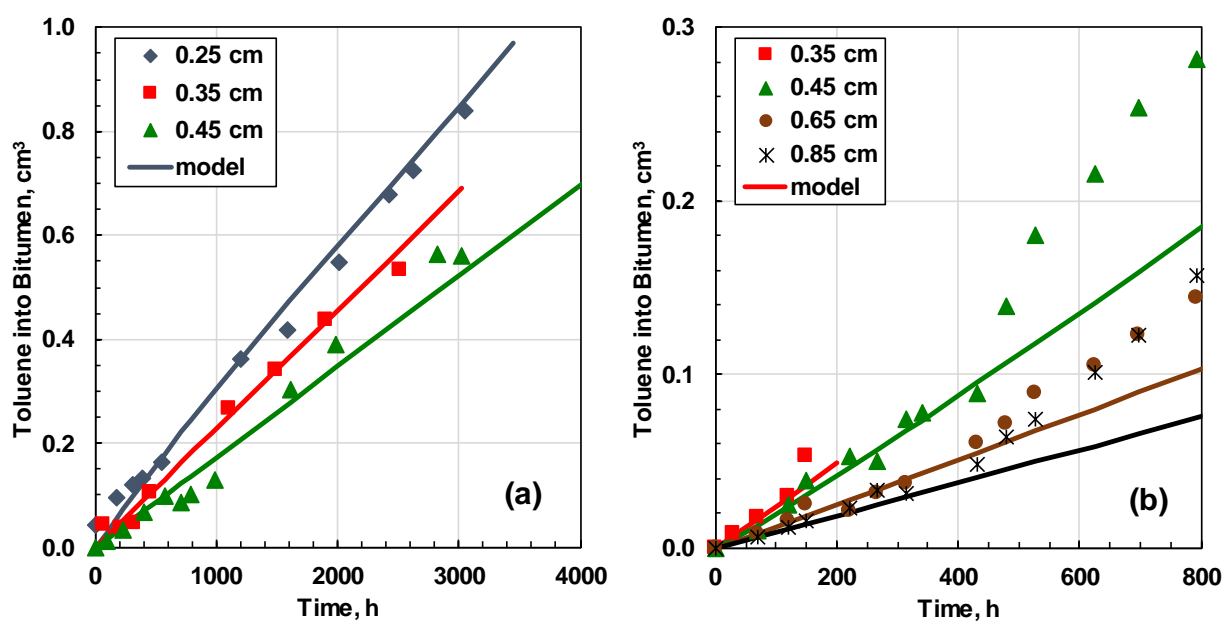 Toluene into Bitumen, cm³
1.0
0.8
0.6
0.4
0.2
0.0
0.25 cm
0.35 cm
0.45 cm
model
(a)
0
1000
2000
3000
4000
Time, h
Toluene into Bitumen, cm³
0.3
0.2
0.1
0.0
0.35 cm
0.45 cm
0.65 cm
0.85 cm
model
(b)
0
200
400
600
800
Time, h